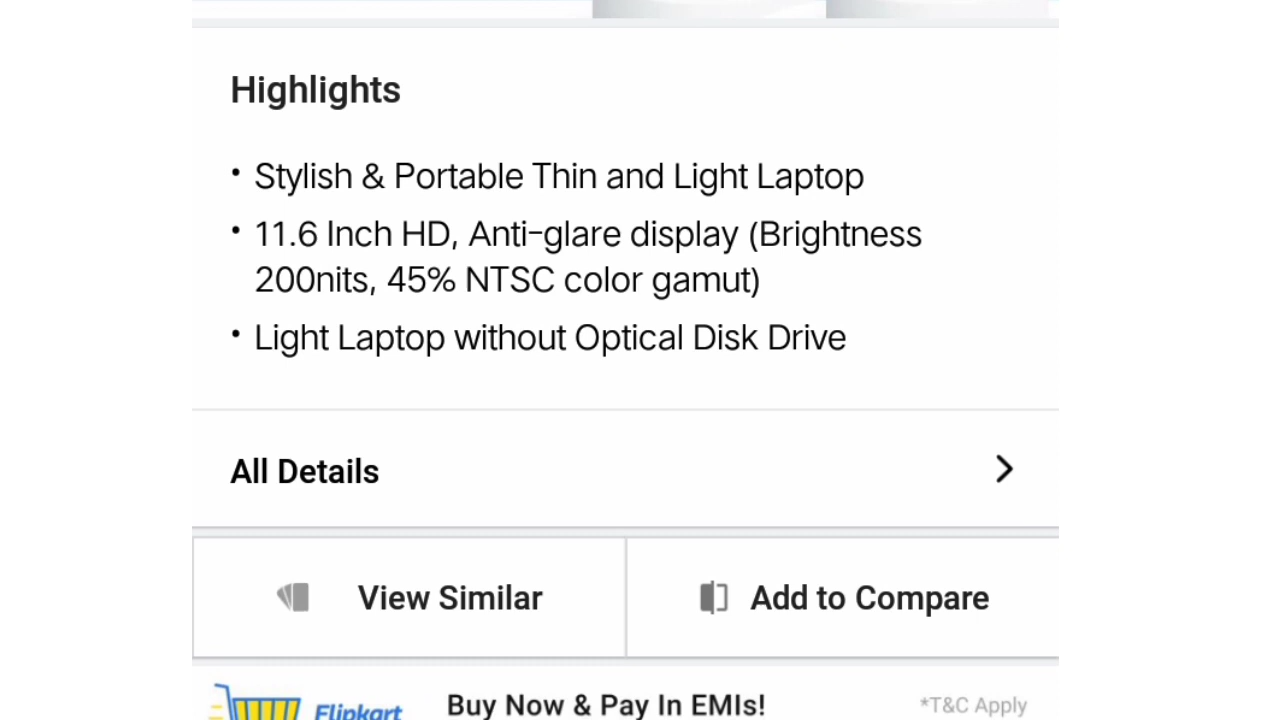 Highlights
• Stylish & Portable Thin and Light Laptop
• 11.6 Inch HD, Anti-glare display (Brightness
200nits, 45% NTSC color gamut)
• Light Laptop without Optical Disk Drive
All Details
View Similar
Add to Compare
Flipkart
Buy Now & Pay In EMIs!
*T&C Apply